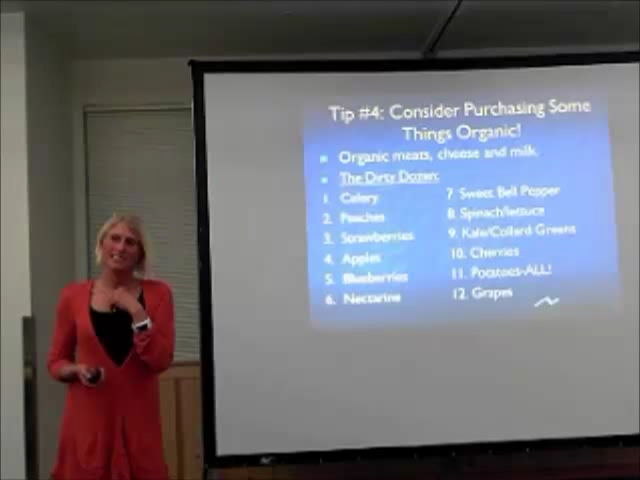 Tip #4: Consider Purchasing Some
Things Organic!
Organic meats, cheese and milk.
The Dirty Dozen:
1. Celery
2. Peaches
3. Strawberries
4. Apples
5. Blueberries
6. Nectarine
7. Sweet Bell Pepper
8. Spinach/lettuce
9. Kale/Collard Greens
10. Cherries
11. Potatoes-ALL!
12. Grapes